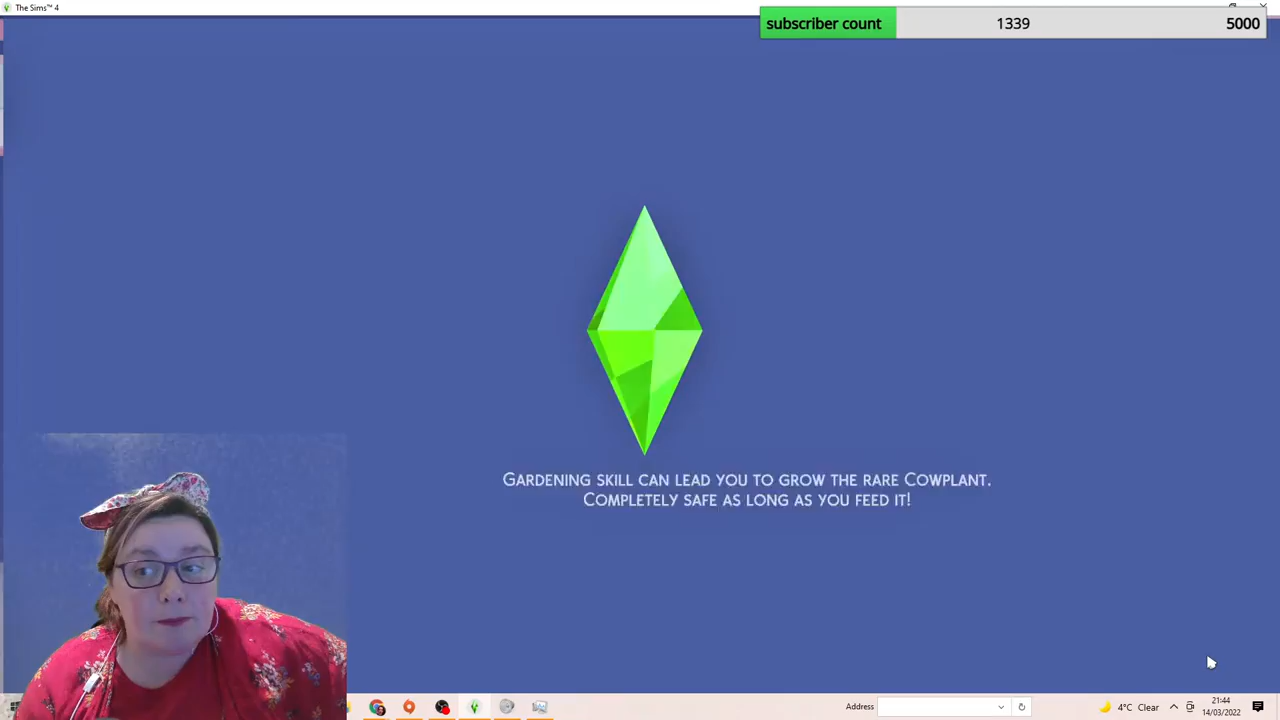 The Sims™ 4
subscriber count 1339 5000
GARDENING SKILL CAN LEAD YOU TO GROW THE RARE COWPLANT.
COMPLETELY SAFE AS LONG AS YOU FEED IT!
Address
4°C Clear
21:44
14/03/2022